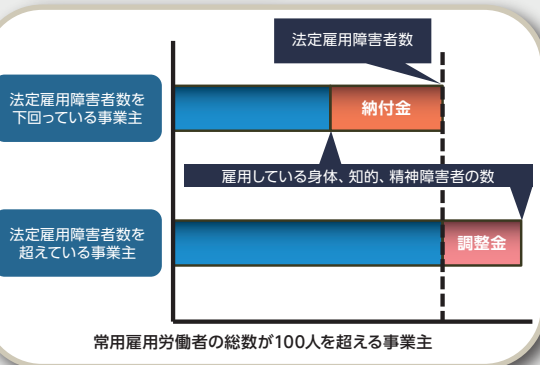 法定雇用障害者数
法定雇用障害者数を
下回っている事業主
納付金
雇用している身体、知的、精神障害者の数
法定雇用障害者数を
超えている事業主
調整金
常用雇用労働者の総数が100人を超える事業主